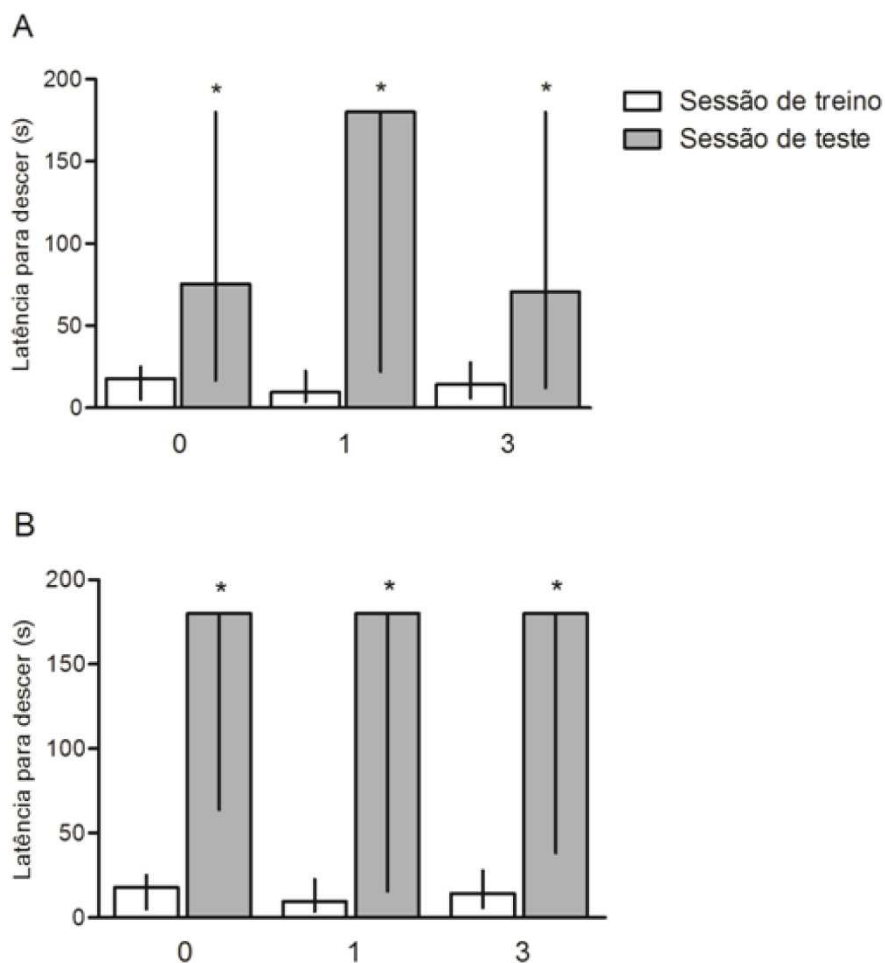 A
Latência para descer (s)
200
150
100
50
0
* * *
0 1 3
Sessão de treino
Sessão de teste
B
Latência para descer (s)
200
150
100
50
0
* * *
0 1 3